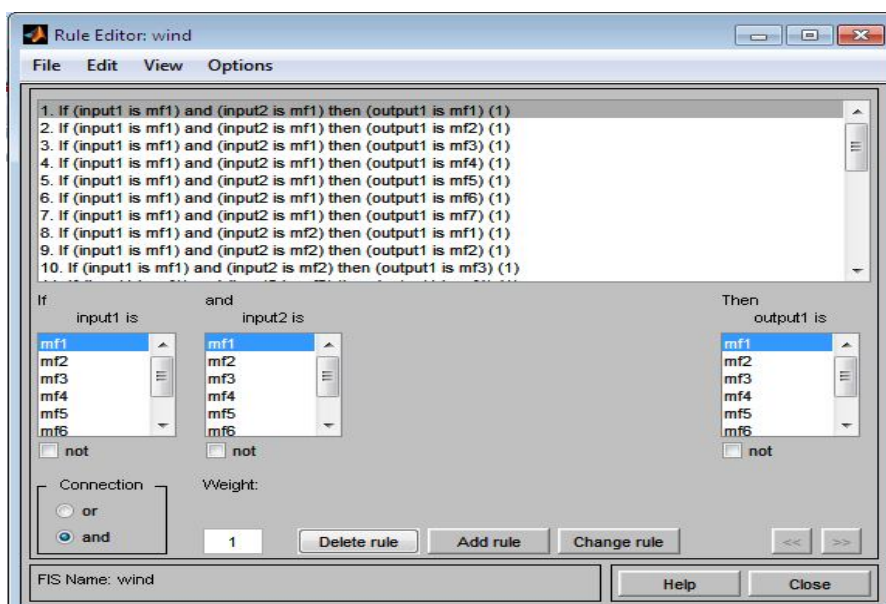 Rule Editor: wind
File Edit View Options
1. If (input1 is mf1) and (input2 is mf1) then (output1 is mf1) (1)
2. If (input1 is mf1) and (input2 is mf1) then (output1 is mf2) (1)
3. If (input1 is mf1) and (input2 is mf1) then (output1 is mf3) (1)
4. If (input1 is mf1) and (input2 is mf1) then (output1 is mf4) (1)
5. If (input1 is mf1) and (input2 is mf1) then (output1 is mf5) (1)
6. If (input1 is mf1) and (input2 is mf1) then (output1 is mf6) (1)
7. If (input1 is mf1) and (input2 is mf1) then (output1 is mf7) (1)
8. If (input1 is mf1) and (input2 is mf2) then (output1 is mf1) (1)
9. If (input1 is mf1) and (input2 is mf2) then (output1 is mf2) (1)
10. If (input1 is mf1) and (input2 is mf2) then (output1 is mf3) (1)
If and Then
input1 is input2 is output1 is
mf1 mf1 mf1
mf2 mf2 mf2
mf3 mf3 mf3
mf4 mf4 mf4
mf5 mf5 mf5
mf6 mf6 mf6
not not not
Connection Weight:
or
and 1 Delete rule Add rule Change rule << >>
FIS Name: wind Help Close